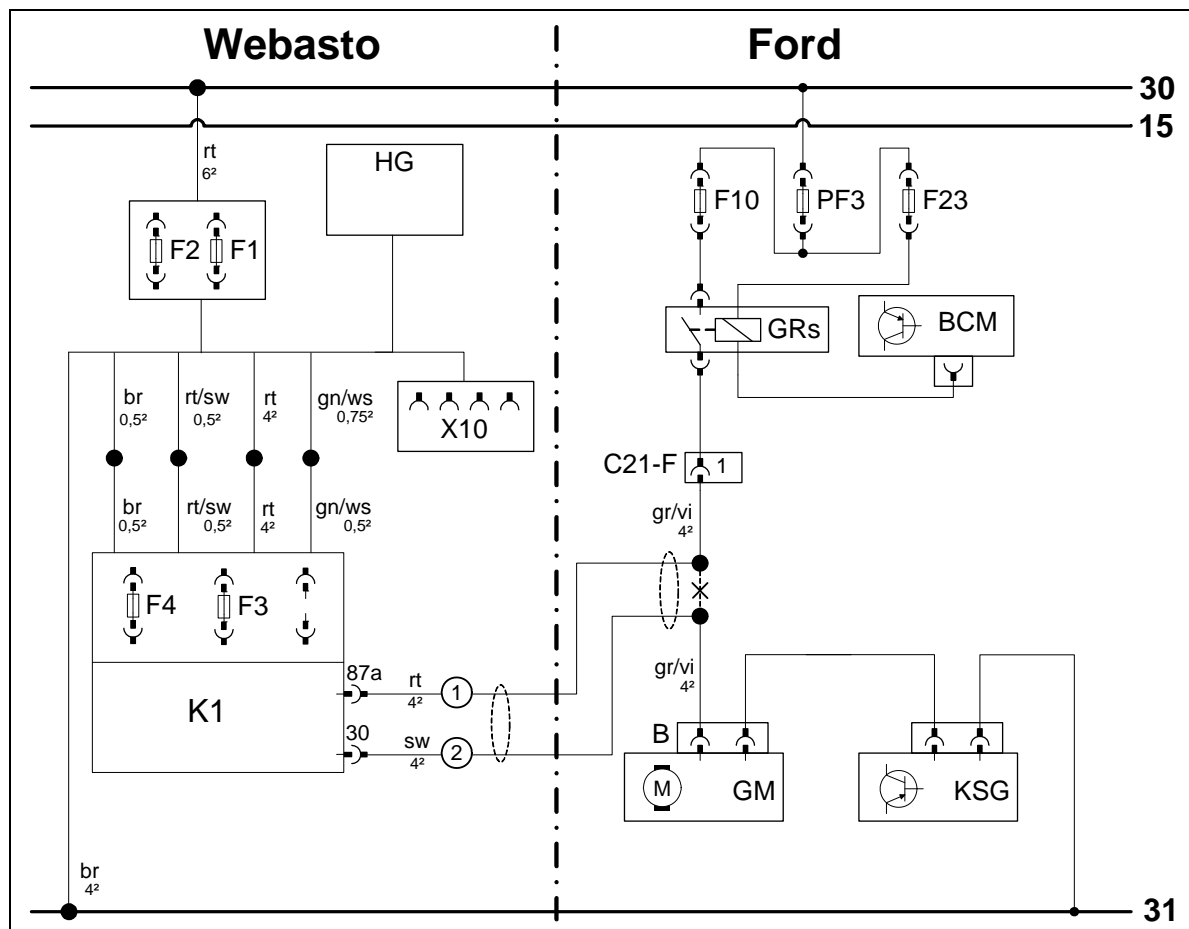 Webasto
Ford
30
15
rt
6²
HG
F2
F1
F10
PF3
F23
GRs
BCM
br
0,5²
rt/sw
0,5²
rt
4²
gn/ws
0,75²
X10
C21-F
1
br
0,5²
rt/sw
0,5²
rt
4²
gn/ws
0,5²
gr/vi
4²
F4
F3
87a
rt
4²
1
gr/vi
4²
K1
30
sw
4²
2
B
M
GM
KSG
br
4²
31